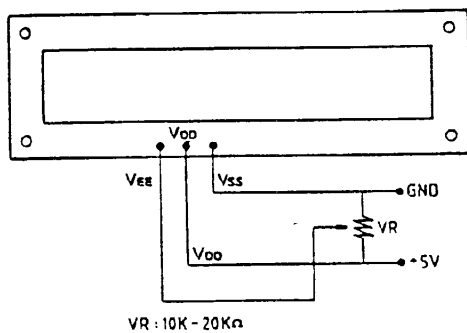 VDD
VEE VSS
GND
VR
VDD
+5V
VR : 10K - 20KΩ